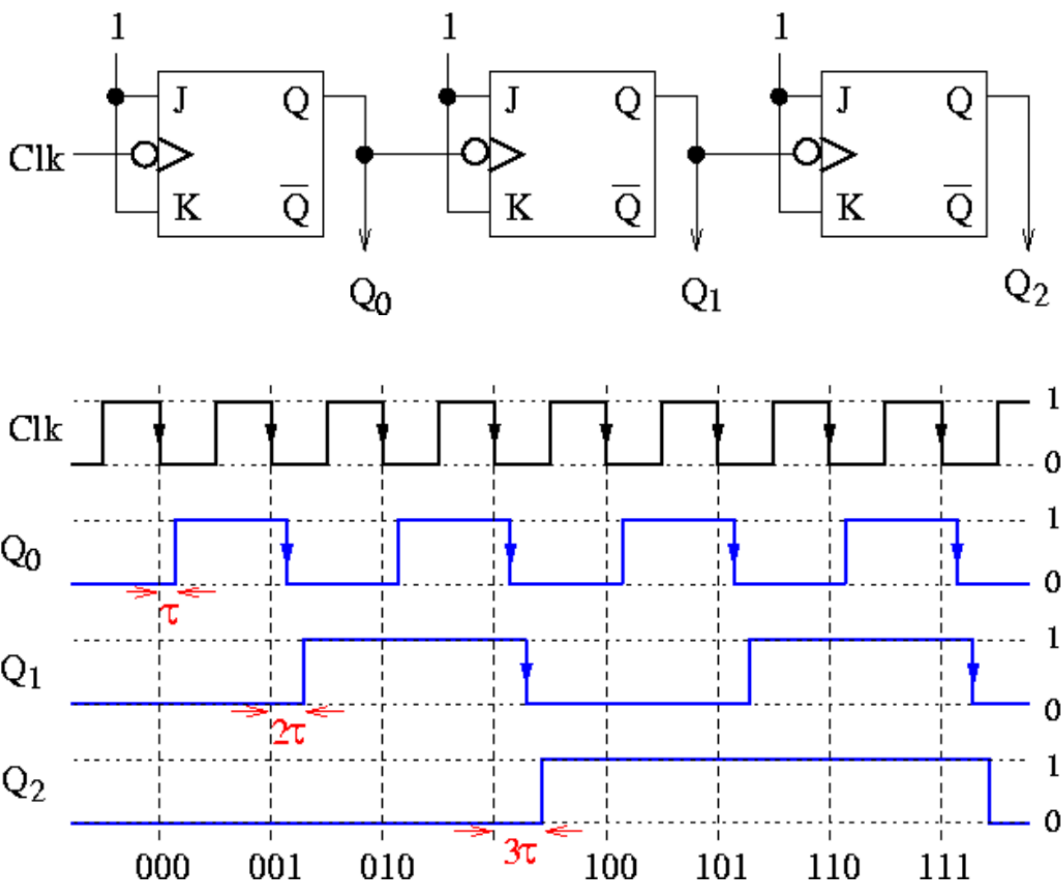 1 1 1
J Q J Q J Q
Clk
K Q̅ K Q̅ K Q̅
Q₀ Q₁ Q₂
Clk 1
0
Q₀ 1
0
τ
Q₁ 1
0
2τ
Q₂ 1
0
3τ
000 001 010 100 101 110 111